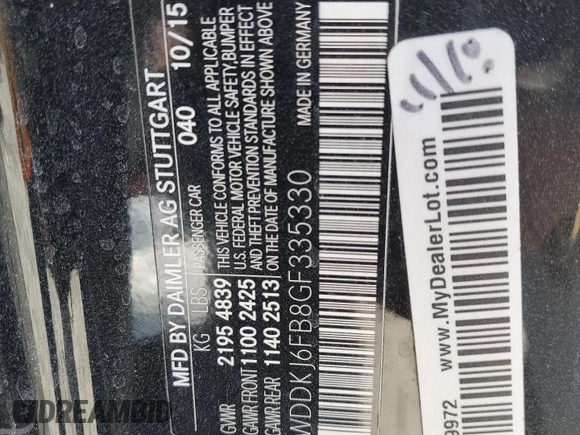 MFD BY DAIMLER AG STUTTGART
040 10/15
KG LBS PASSENGER CAR
GVWR 2195 4839
GAWR FRONT 1100 2425
GAWR REAR 1140 2513
THIS VEHICLE CONFORMS TO ALL APPLICABLE
U.S. FEDERAL MOTOR VEHICLE SAFETY,BUMPER
AND THEFT PREVENTION STANDARDS IN EFFECT
ON THE DATE OF MANUFACTURE SHOWN ABOVE
MADE IN GERMANY
WDDKJ6FB8GF335330
www.MyDealerLot.com
9972
DREAMBID